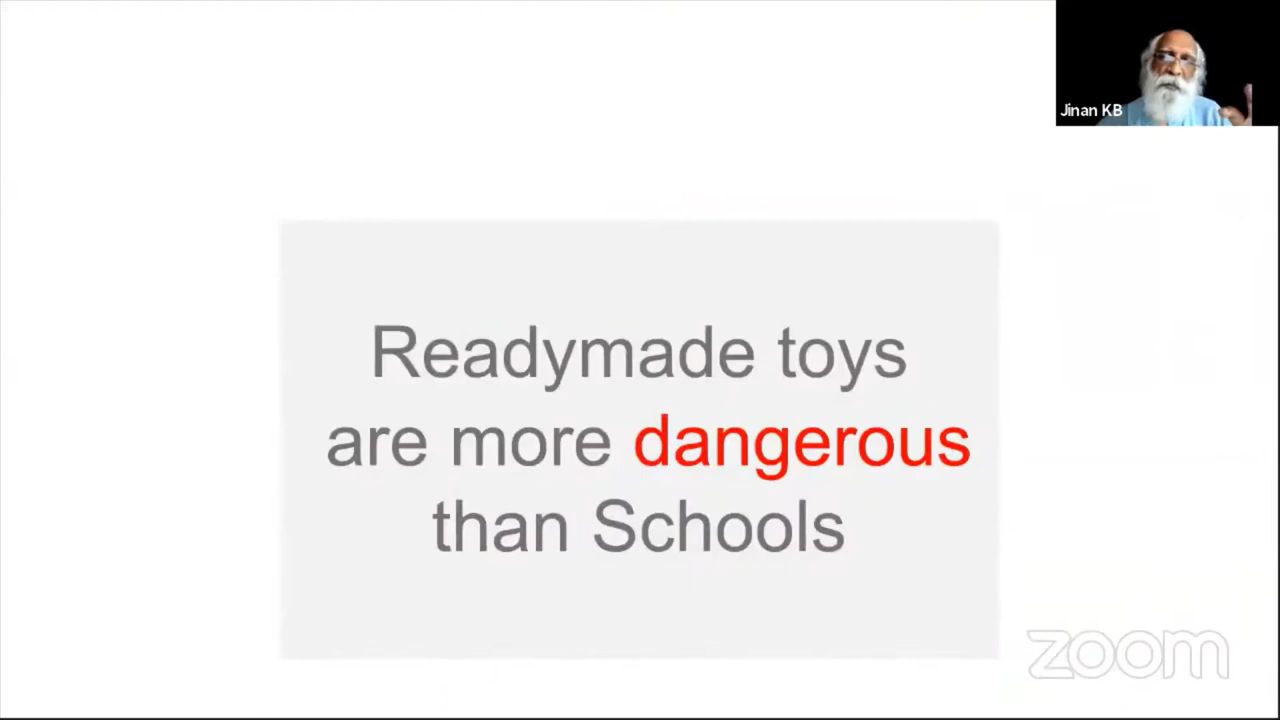 Jinan KB
Readymade toys
are more dangerous
than Schools
zoom